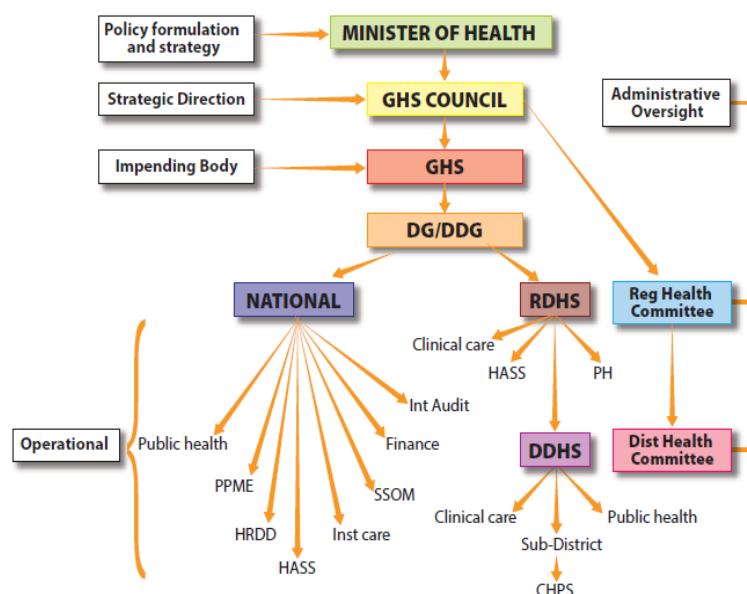 Policy formulation
and strategy
MINISTER OF HEALTH
Strategic Direction
GHS COUNCIL
Administrative
Oversight
Impending Body
GHS
DG/DDG
NATIONAL
RDHS
Reg Health
Committee
Clinical care
HASS
PH
Int Audit
Operational
Public health
Finance
DDHS
Dist Health
Committee
PPME
SSOM
HRDD
Inst care
HASS
Clinical care
Public health
Sub-District
CHPS